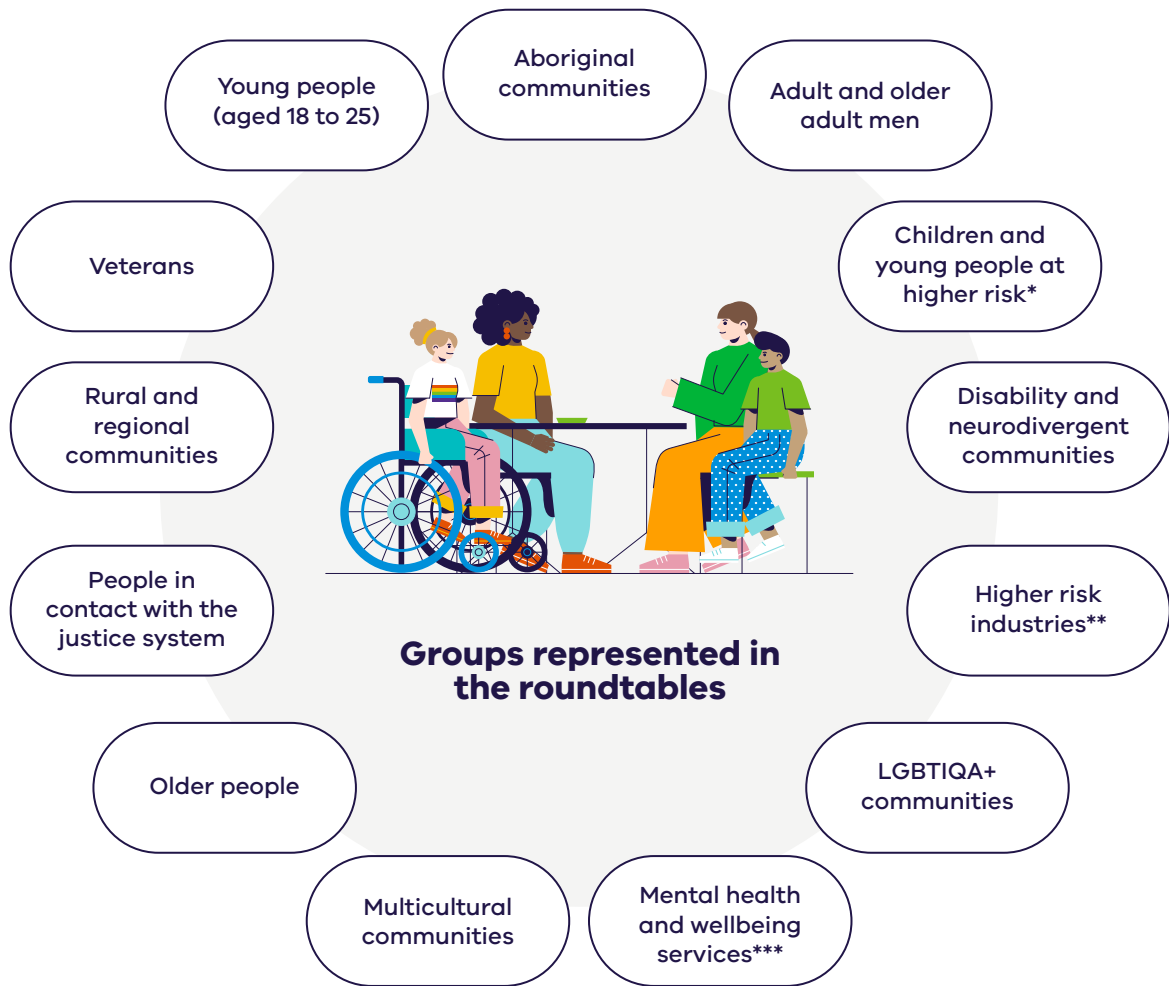 Aboriginal
communities
Adult and older
adult men
Children and
young people at
higher risk*
Disability and
neurodivergent
communities
Higher risk
industries**
LGBTIQA+
communities
Mental health
and wellbeing
services***
Multicultural
communities
Older people
People in
contact with the
justice system
Rural and
regional
communities
Veterans
Young people
(aged 18 to 25)
Groups represented in
the roundtables